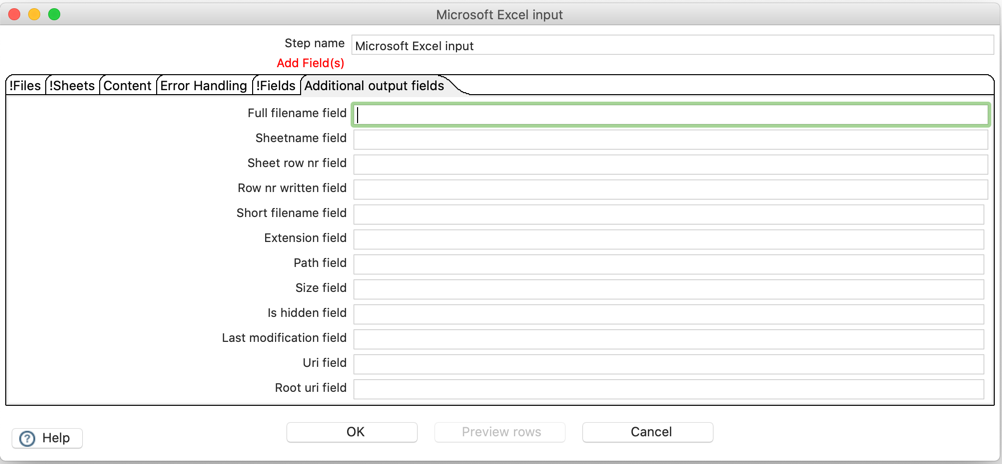 Microsoft Excel input
Step name Microsoft Excel input
Add Field(s)
!Files !Sheets Content Error Handling !Fields Additional output fields
Full filename field
Sheetname field
Sheet row nr field
Row nr written field
Short filename field
Extension field
Path field
Size field
Is hidden field
Last modification field
Uri field
Root uri field
? Help OK Preview rows Cancel